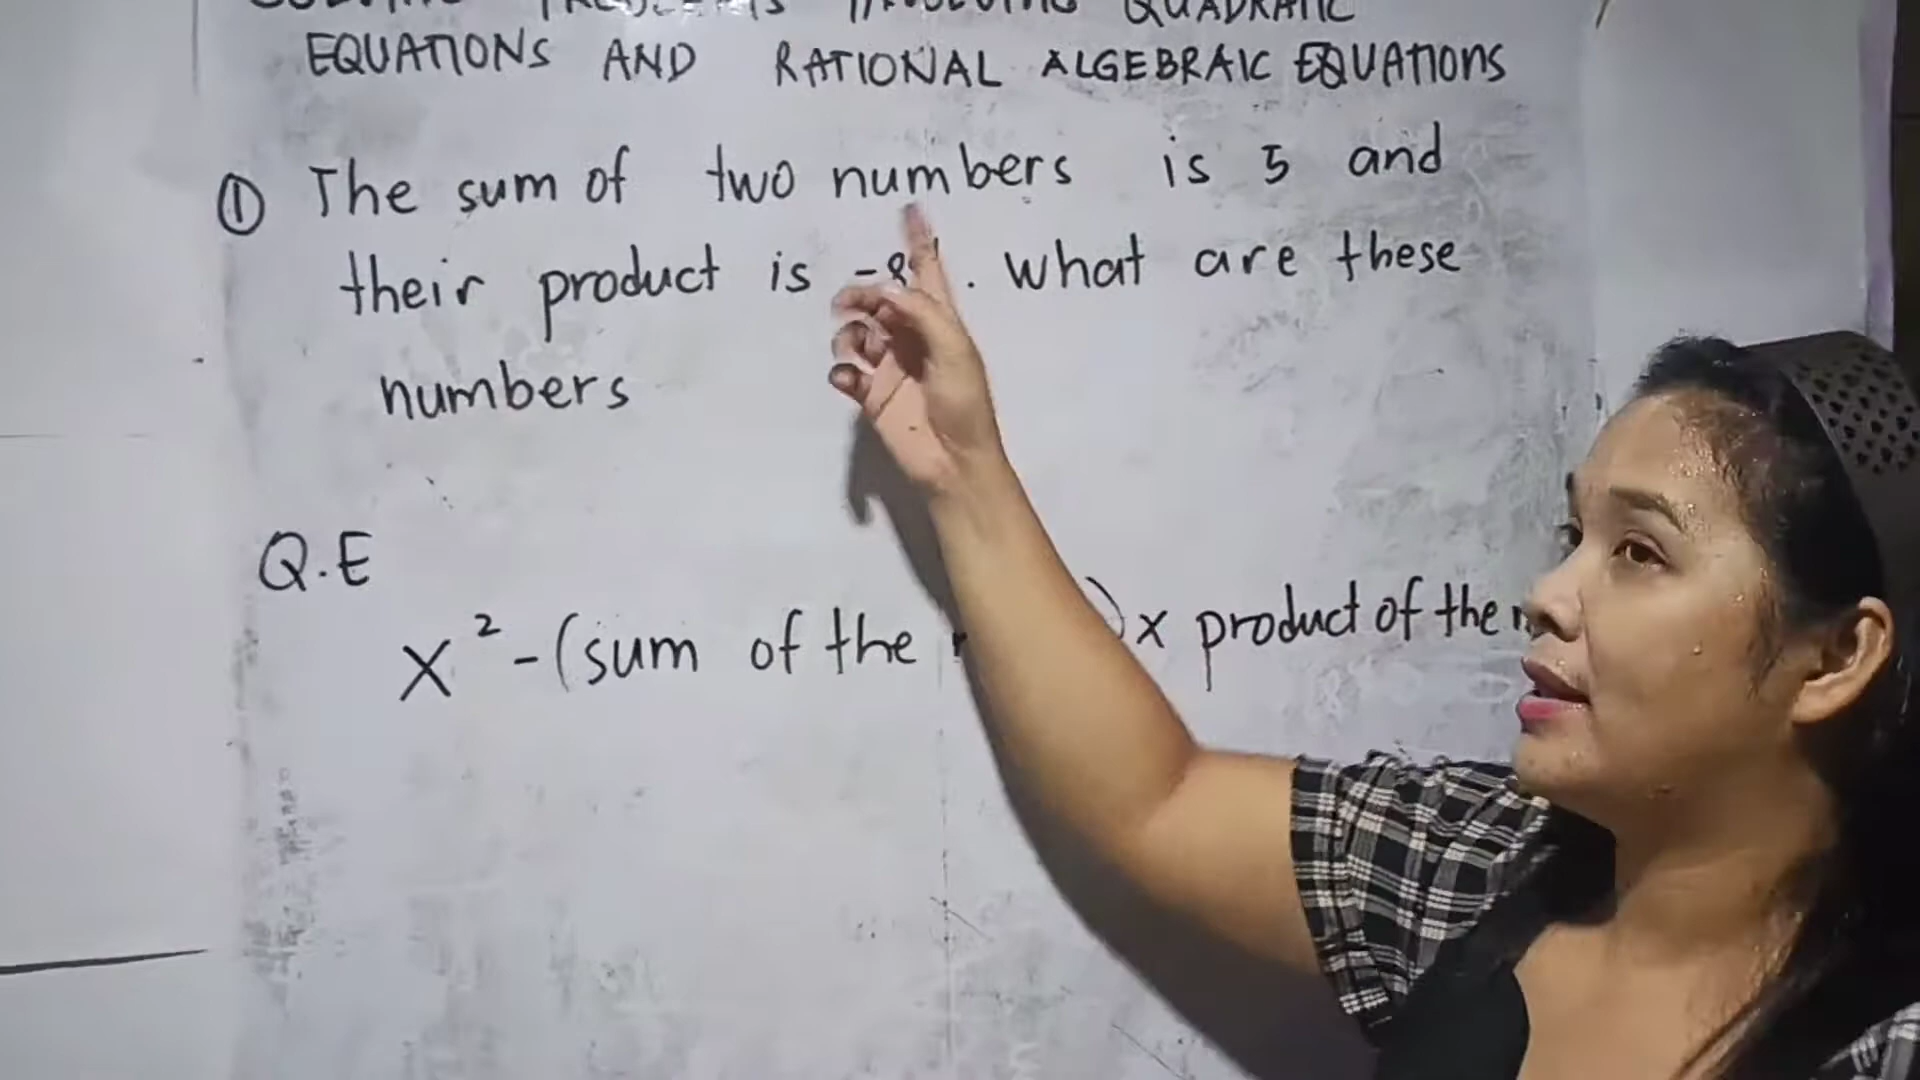 QUADRATIC
EQUATIONS AND RATIONAL ALGEBRAIC EQUATIONS
① The sum of two numbers is 5 and
their product is . What are these
numbers
Q.E
x² - (sum of the ) x product of the